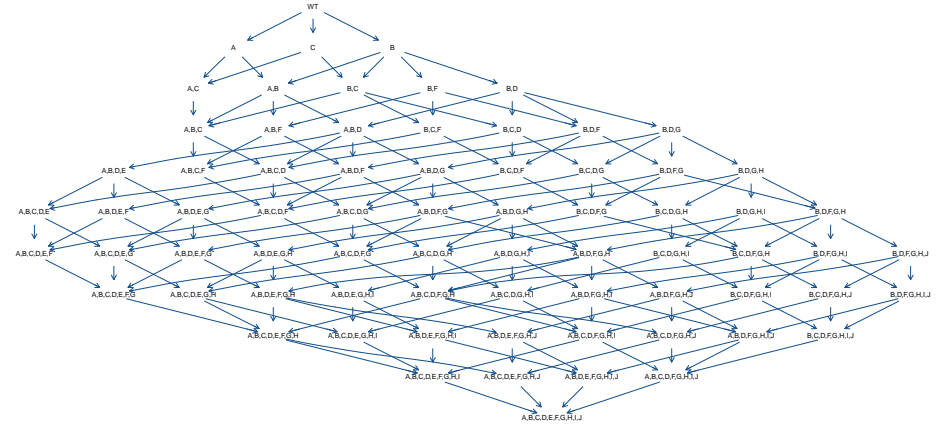 WT
A C B
A,C A,B B,C B,F B,D
A,B,C A,B,F A,B,D B,C,F B,C,D B,D,F B,D,G
A,B,D,E A,B,C,F A,B,C,D A,B,D,F A,B,D,G B,C,D,F B,C,D,G B,D,F,G B,D,G,H
A,B,C,D,E A,B,D,E,F A,B,D,E,G A,B,C,D,F A,B,C,D,G A,B,D,F,G A,B,D,G,H B,C,D,F,G B,C,D,G,H B,D,G,H,I B,D,F,G,H
A,B,C,D,E,F A,B,C,D,E,G A,B,D,E,F,G A,B,D,E,G,H A,B,C,D,F,G A,B,C,D,G,H A,B,D,G,H,I A,B,D,F,G,H B,C,D,G,H,I B,C,D,F,G,H B,D,F,G,H,I B,D,F,G,H,J
A,B,C,D,E,F,G A,B,C,D,E,G,H A,B,D,E,F,G,H A,B,D,E,G,H,I A,B,C,D,F,G,H A,B,C,D,G,H,I A,B,D,F,G,H,I A,B,D,F,G,H,J B,C,D,F,G,H,I B,C,D,F,G,H,J B,D,F,G,H,I,J
A,B,C,D,E,F,G,H A,B,C,D,E,G,H,I A,B,D,E,F,G,H,I A,B,D,E,F,G,H,J A,B,C,D,F,G,H,I A,B,C,D,F,G,H,J A,B,D,F,G,H,I,J B,C,D,F,G,H,I,J
A,B,C,D,E,F,G,H,I A,B,C,D,E,F,G,H,J A,B,D,E,F,G,H,I,J A,B,C,D,F,G,H,I,J
A,B,C,D,E,F,G,H,I,J